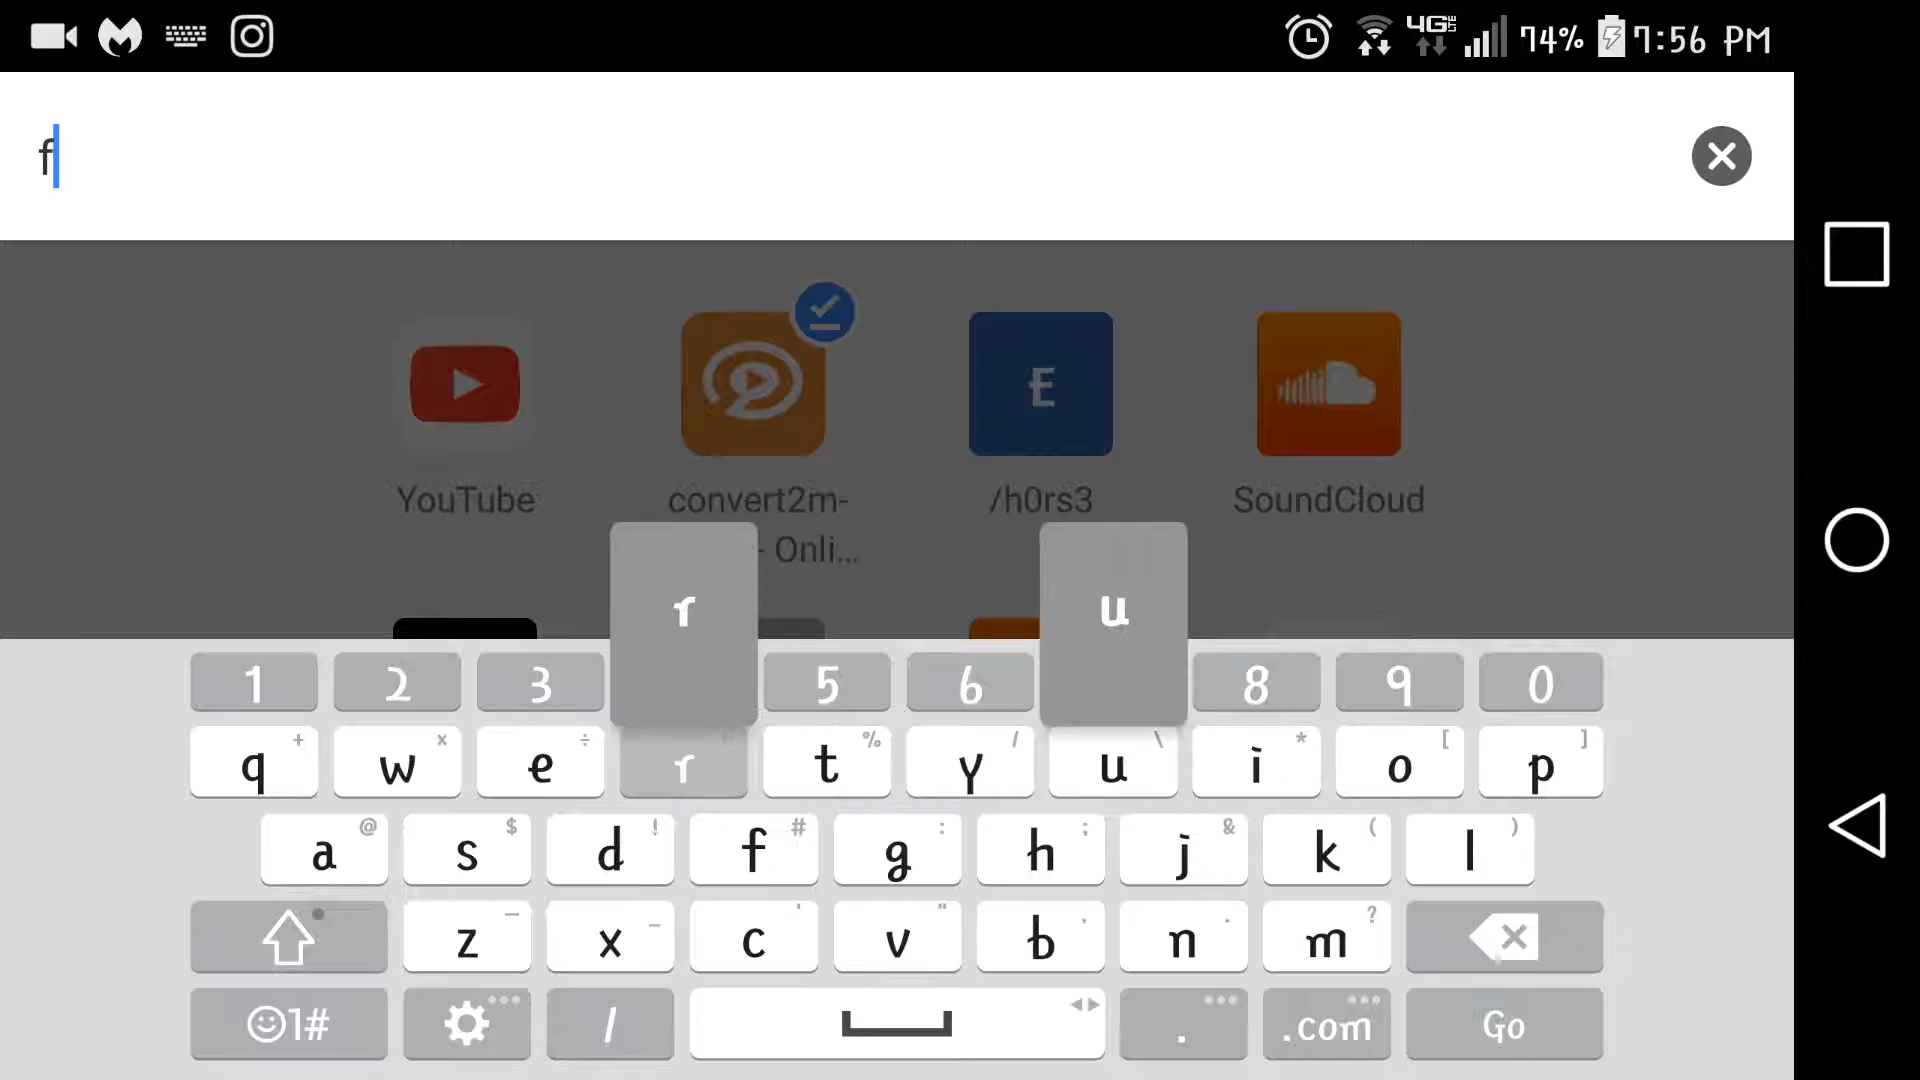 4G LTE 74% 7:56 PM
f
E
YouTube convert2m- /h0rs3 SoundCloud
- Onli...
r u
1 2 3 5 6 8 9 0
q + w × e ÷ r t % y / u \ i * o [ p ]
a @ s $ d ! f # g : h ; j & k ( l )
z – x _ c ' v " b , n . m ?
1# / . .com Go